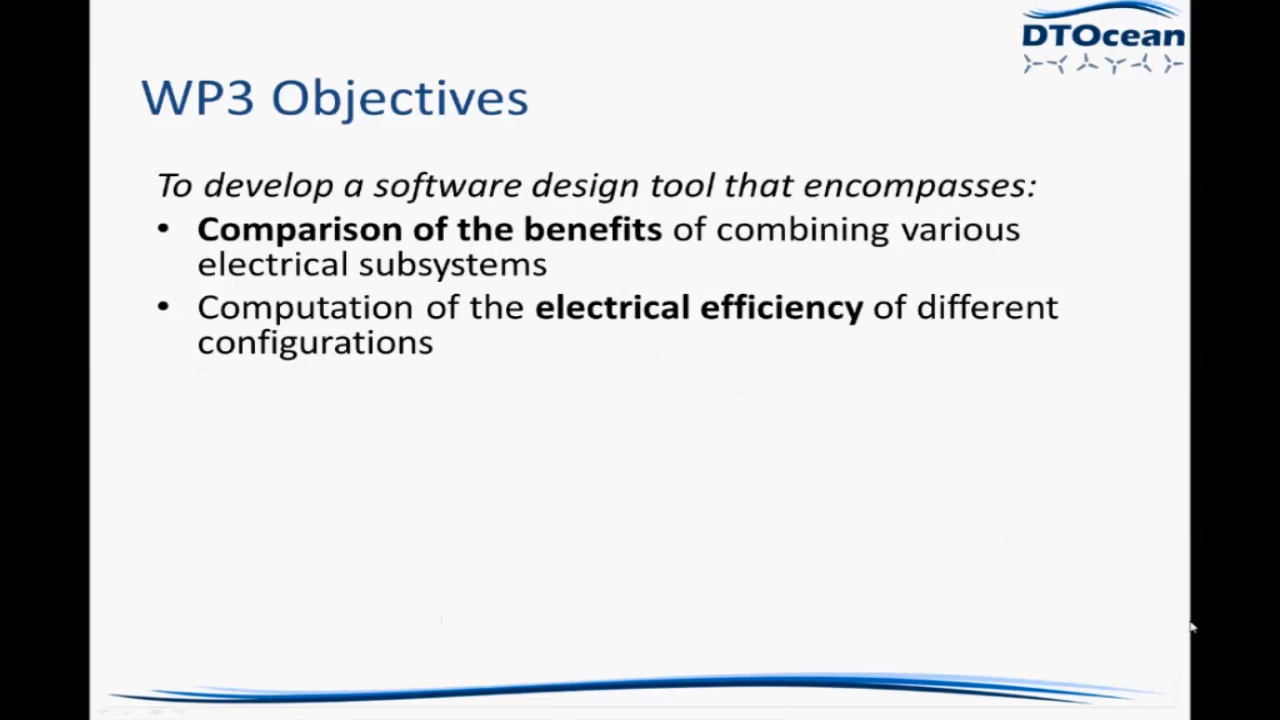 DTOcean
WP3 Objectives
To develop a software design tool that encompasses:
• Comparison of the benefits of combining various
electrical subsystems
• Computation of the electrical efficiency of different
configurations